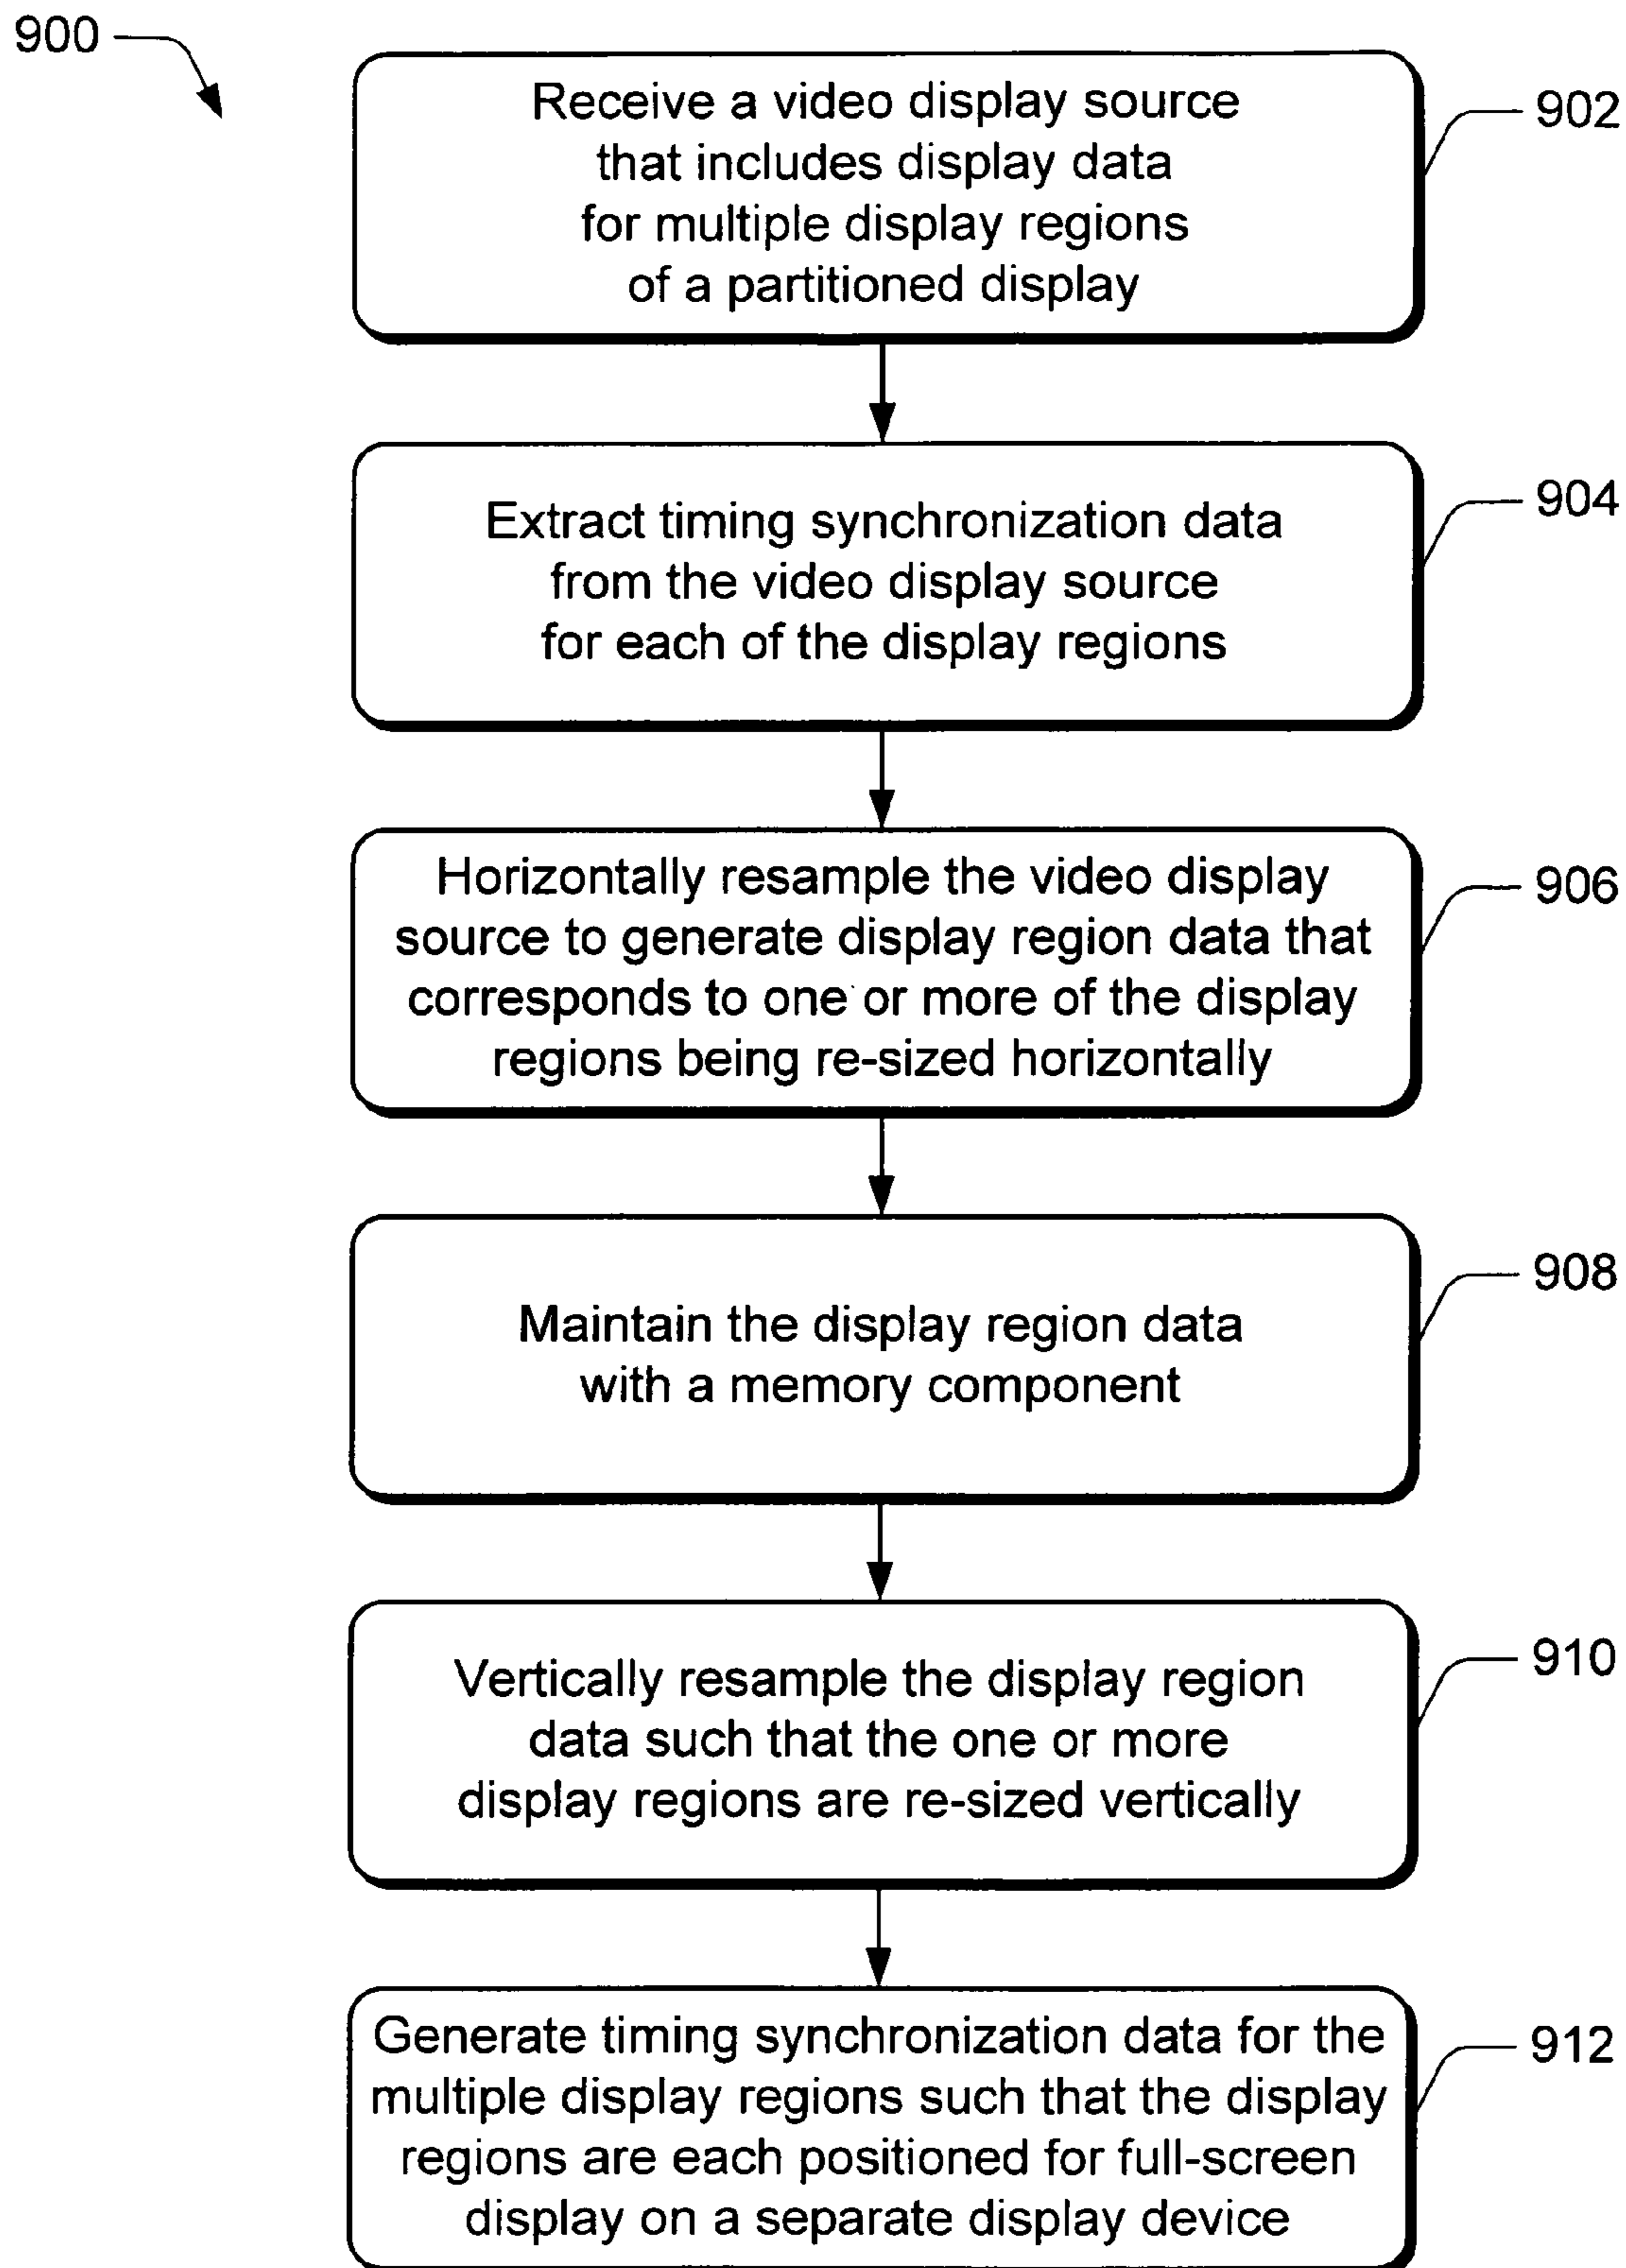 900
Receive a video display source
that includes display data
for multiple display regions
of a partitioned display
902
Extract timing synchronization data
from the video display source
for each of the display regions
904
Horizontally resample the video display
source to generate display region data that
corresponds to one or more of the display
regions being re-sized horizontally
906
Maintain the display region data
with a memory component
908
Vertically resample the display region
data such that the one or more
display regions are re-sized vertically
910
Generate timing synchronization data for the
multiple display regions such that the display
regions are each positioned for full-screen
display on a separate display device
912